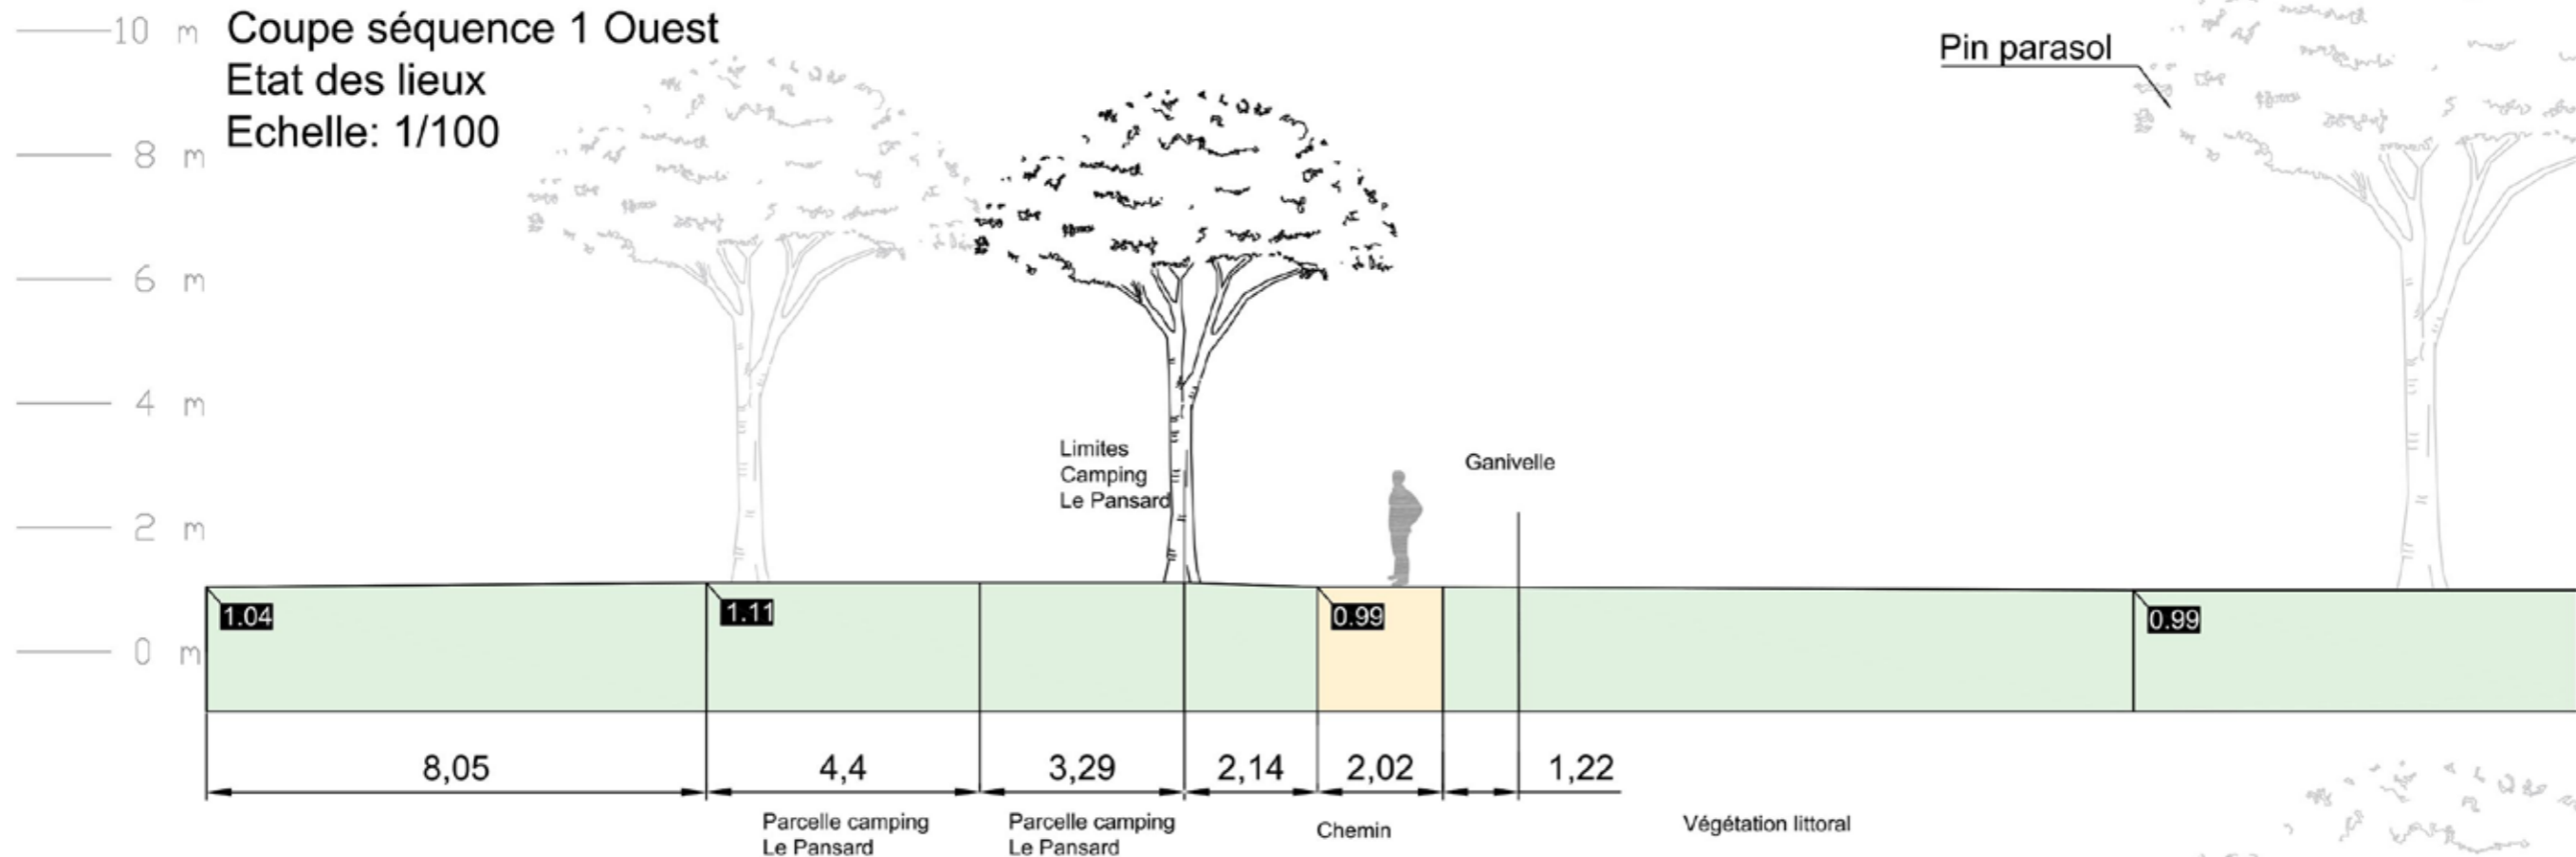 10 m
Coupe séquence 1 Ouest
Etat des lieux
Echelle: 1/100
Pin parasol
8 m
6 m
4 m
2 m
0 m
Limites
Camping
Le Pansard
Ganivelle
1.04
1.11
0.99
0.99
8,05
4,4
3,29
2,14
2,02
1,22
Parcelle camping
Le Pansard
Parcelle camping
Le Pansard
Chemin
Végétation littoral